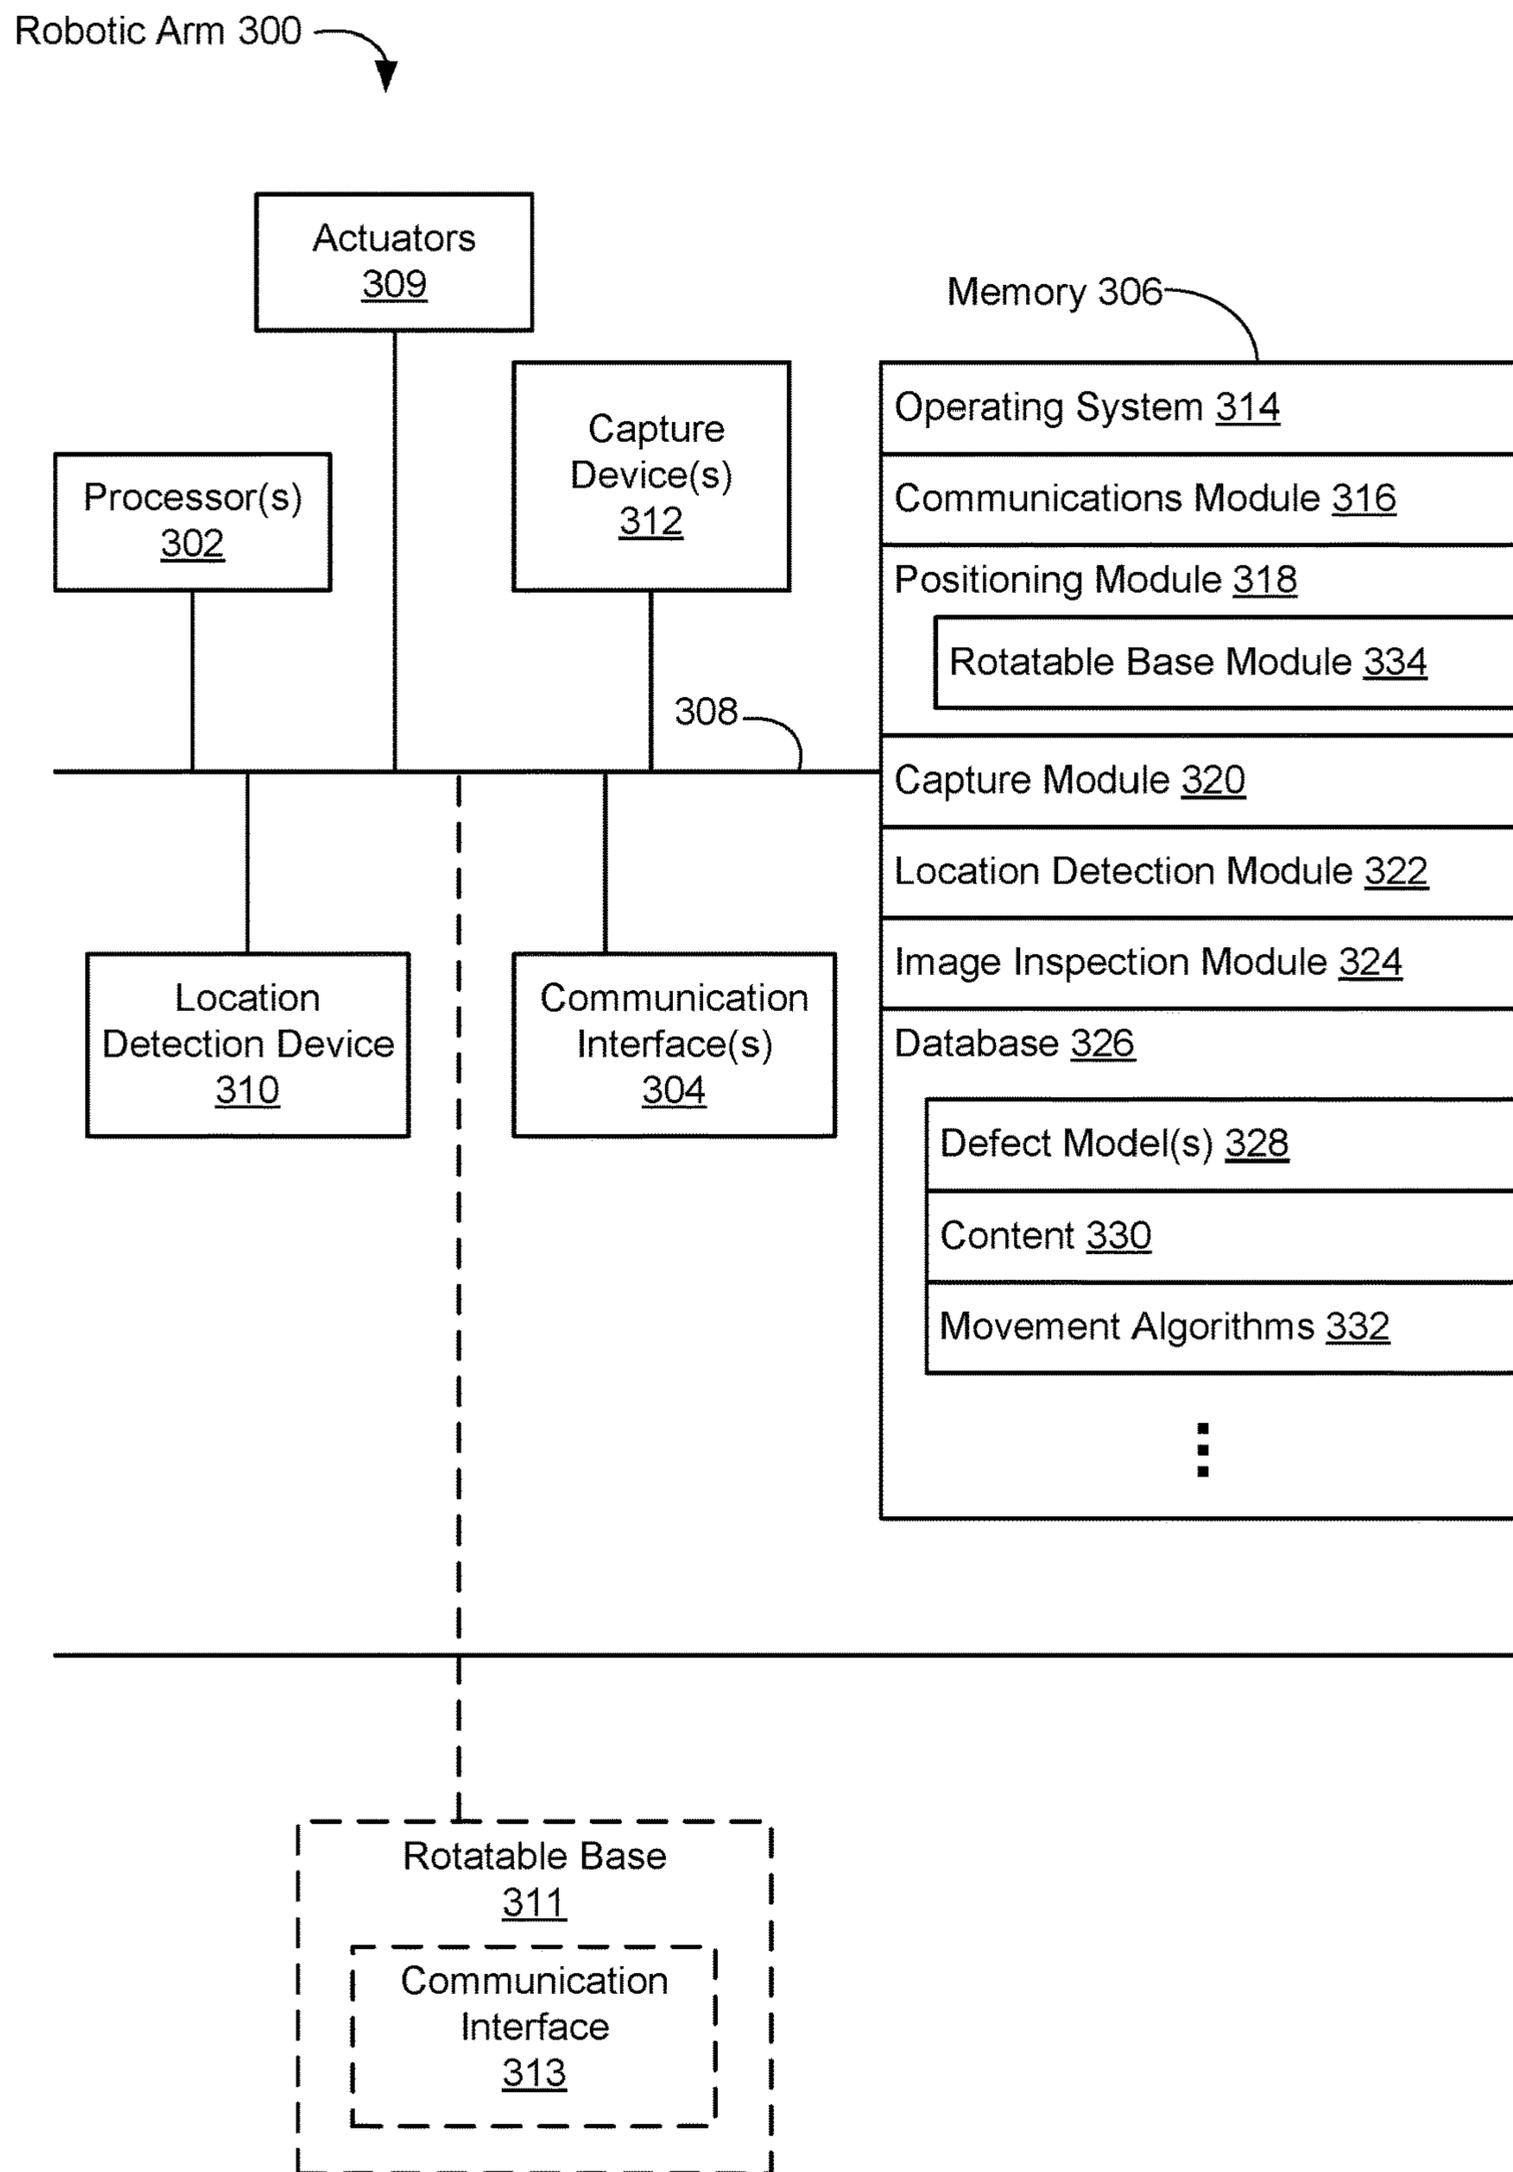 Robotic Arm 300
Actuators
309
Memory 306
Capture
Device(s)
312
Processor(s)
302
308
Operating System 314
Communications Module 316
Positioning Module 318
Rotatable Base Module 334
Capture Module 320
Location Detection Module 322
Image Inspection Module 324
Database 326
Defect Model(s) 328
Content 330
Movement Algorithms 332
Location
Detection Device
310
Communication
Interface(s)
304
Rotatable Base
311
Communication
Interface
313